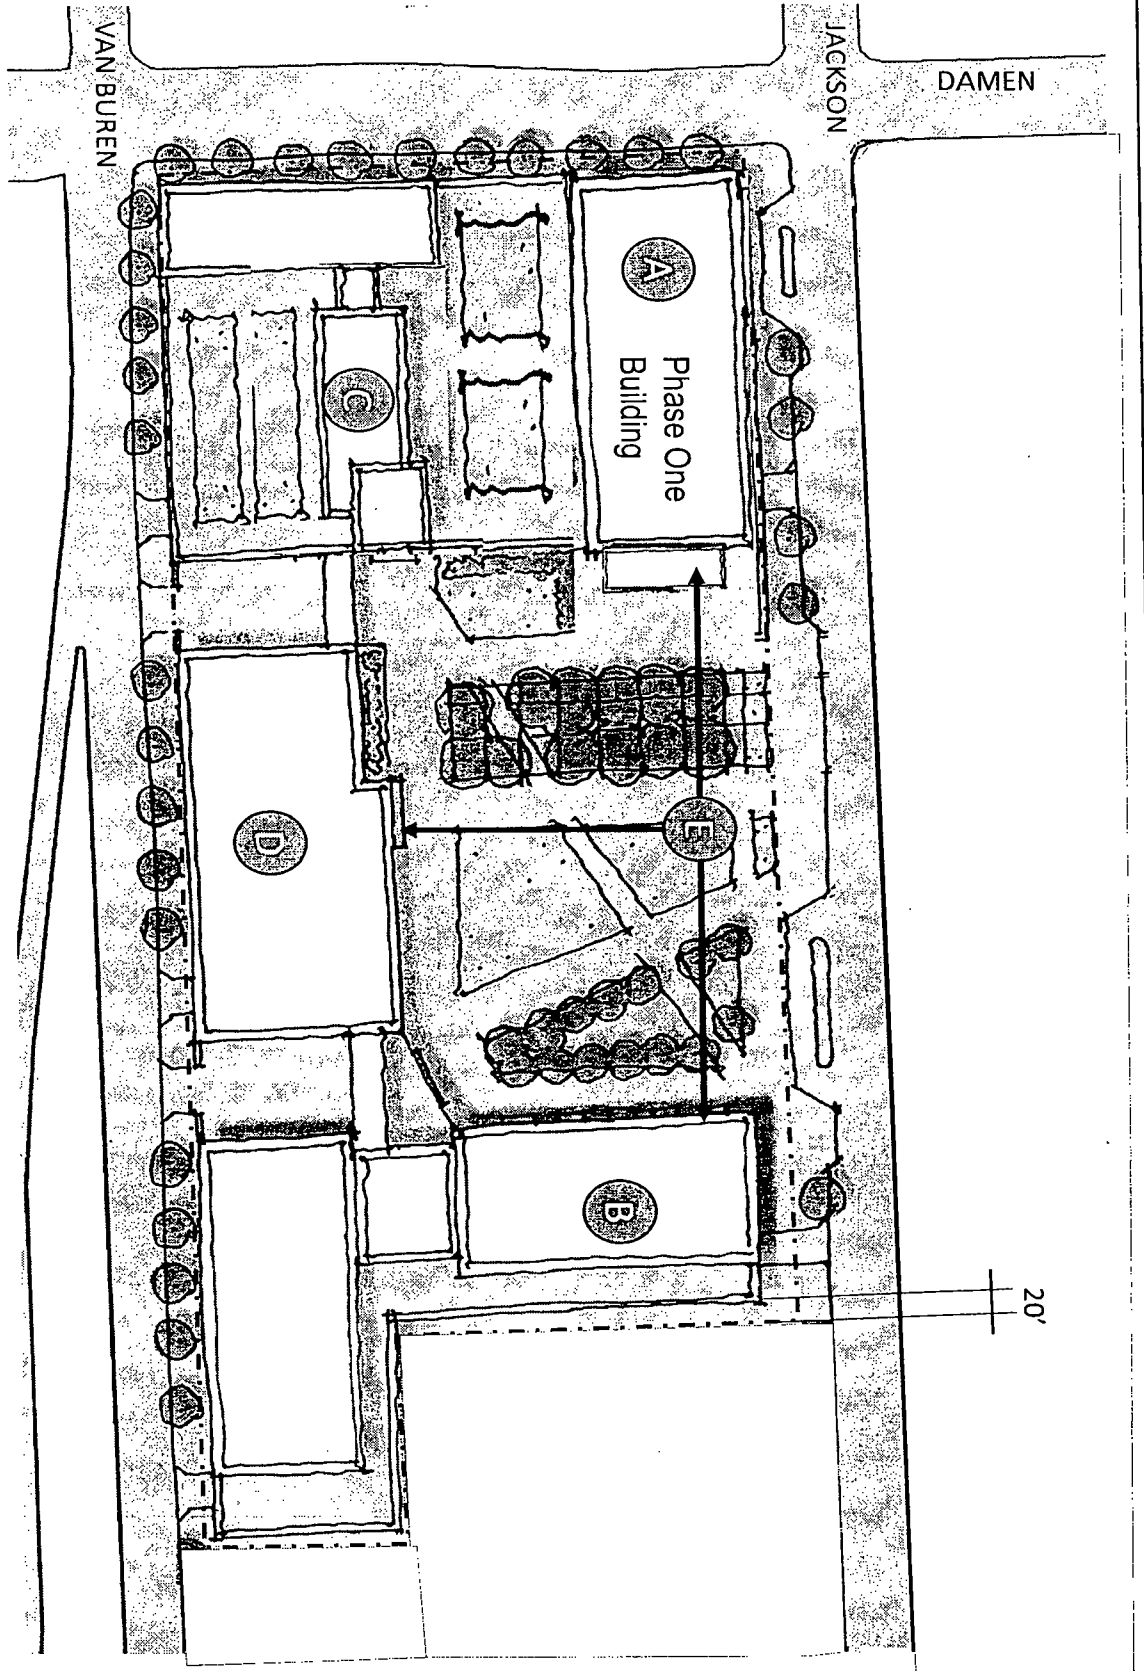 DAMEN
JACKSON
VAN BUREN
A
Phase One
Building
C
E
D
B
20'